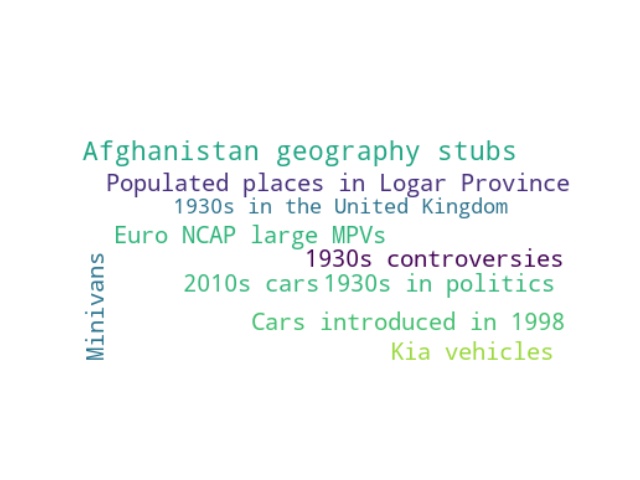 Afghanistan geography stubs
Populated places in Logar Province
1930s in the United Kingdom
Euro NCAP large MPVs
1930s controversies
Minivans
2010s cars
1930s in politics
Cars introduced in 1998
Kia vehicles